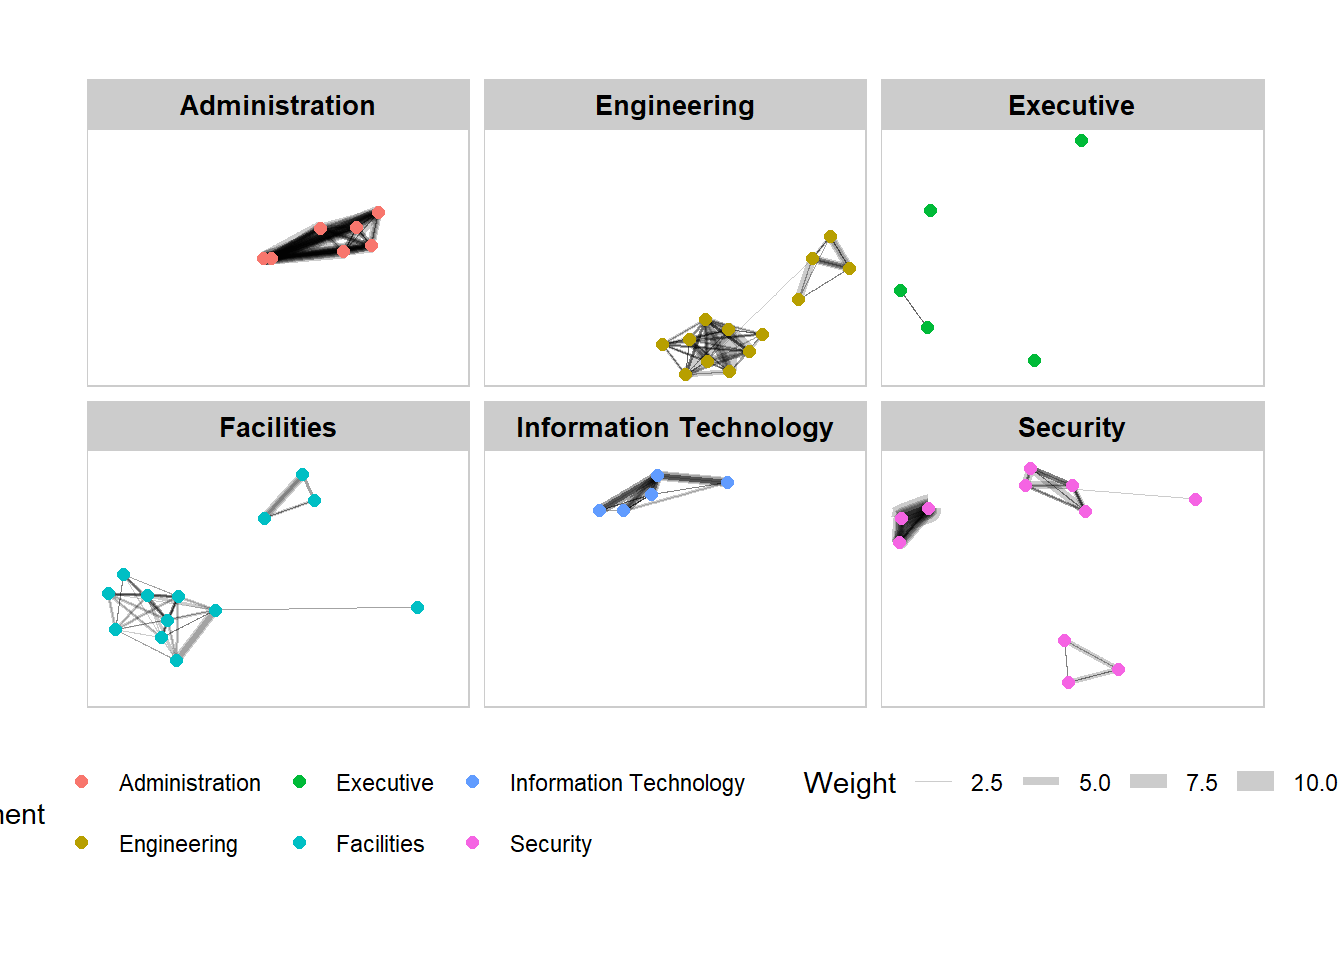 Administration
Engineering
Executive
Facilities
Information Technology
Security
Administration
Executive
Information Technology
Weight
2.5
5.0
7.5
10.0
Engineering
Facilities
Security